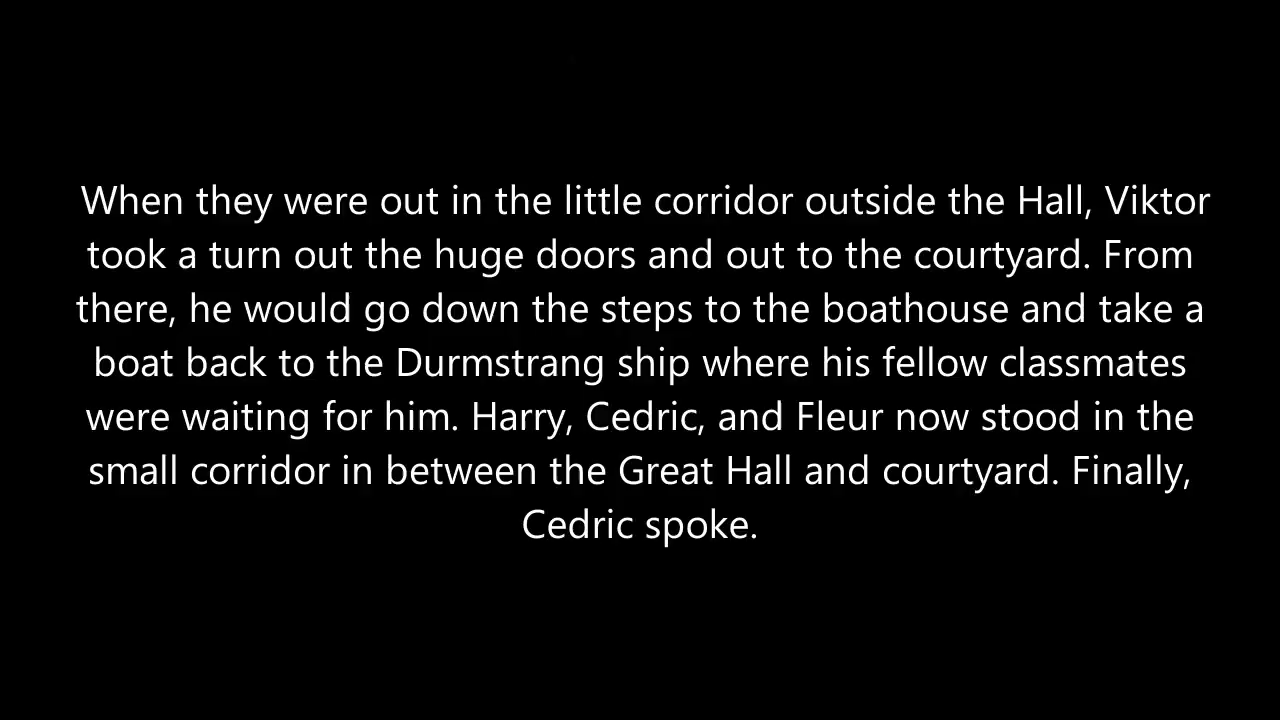 When they were out in the little corridor outside the Hall, Viktor
took a turn out the huge doors and out to the courtyard. From
there, he would go down the steps to the boathouse and take a
boat back to the Durmstrang ship where his fellow classmates
were waiting for him. Harry, Cedric, and Fleur now stood in the
small corridor in between the Great Hall and courtyard. Finally,
Cedric spoke.